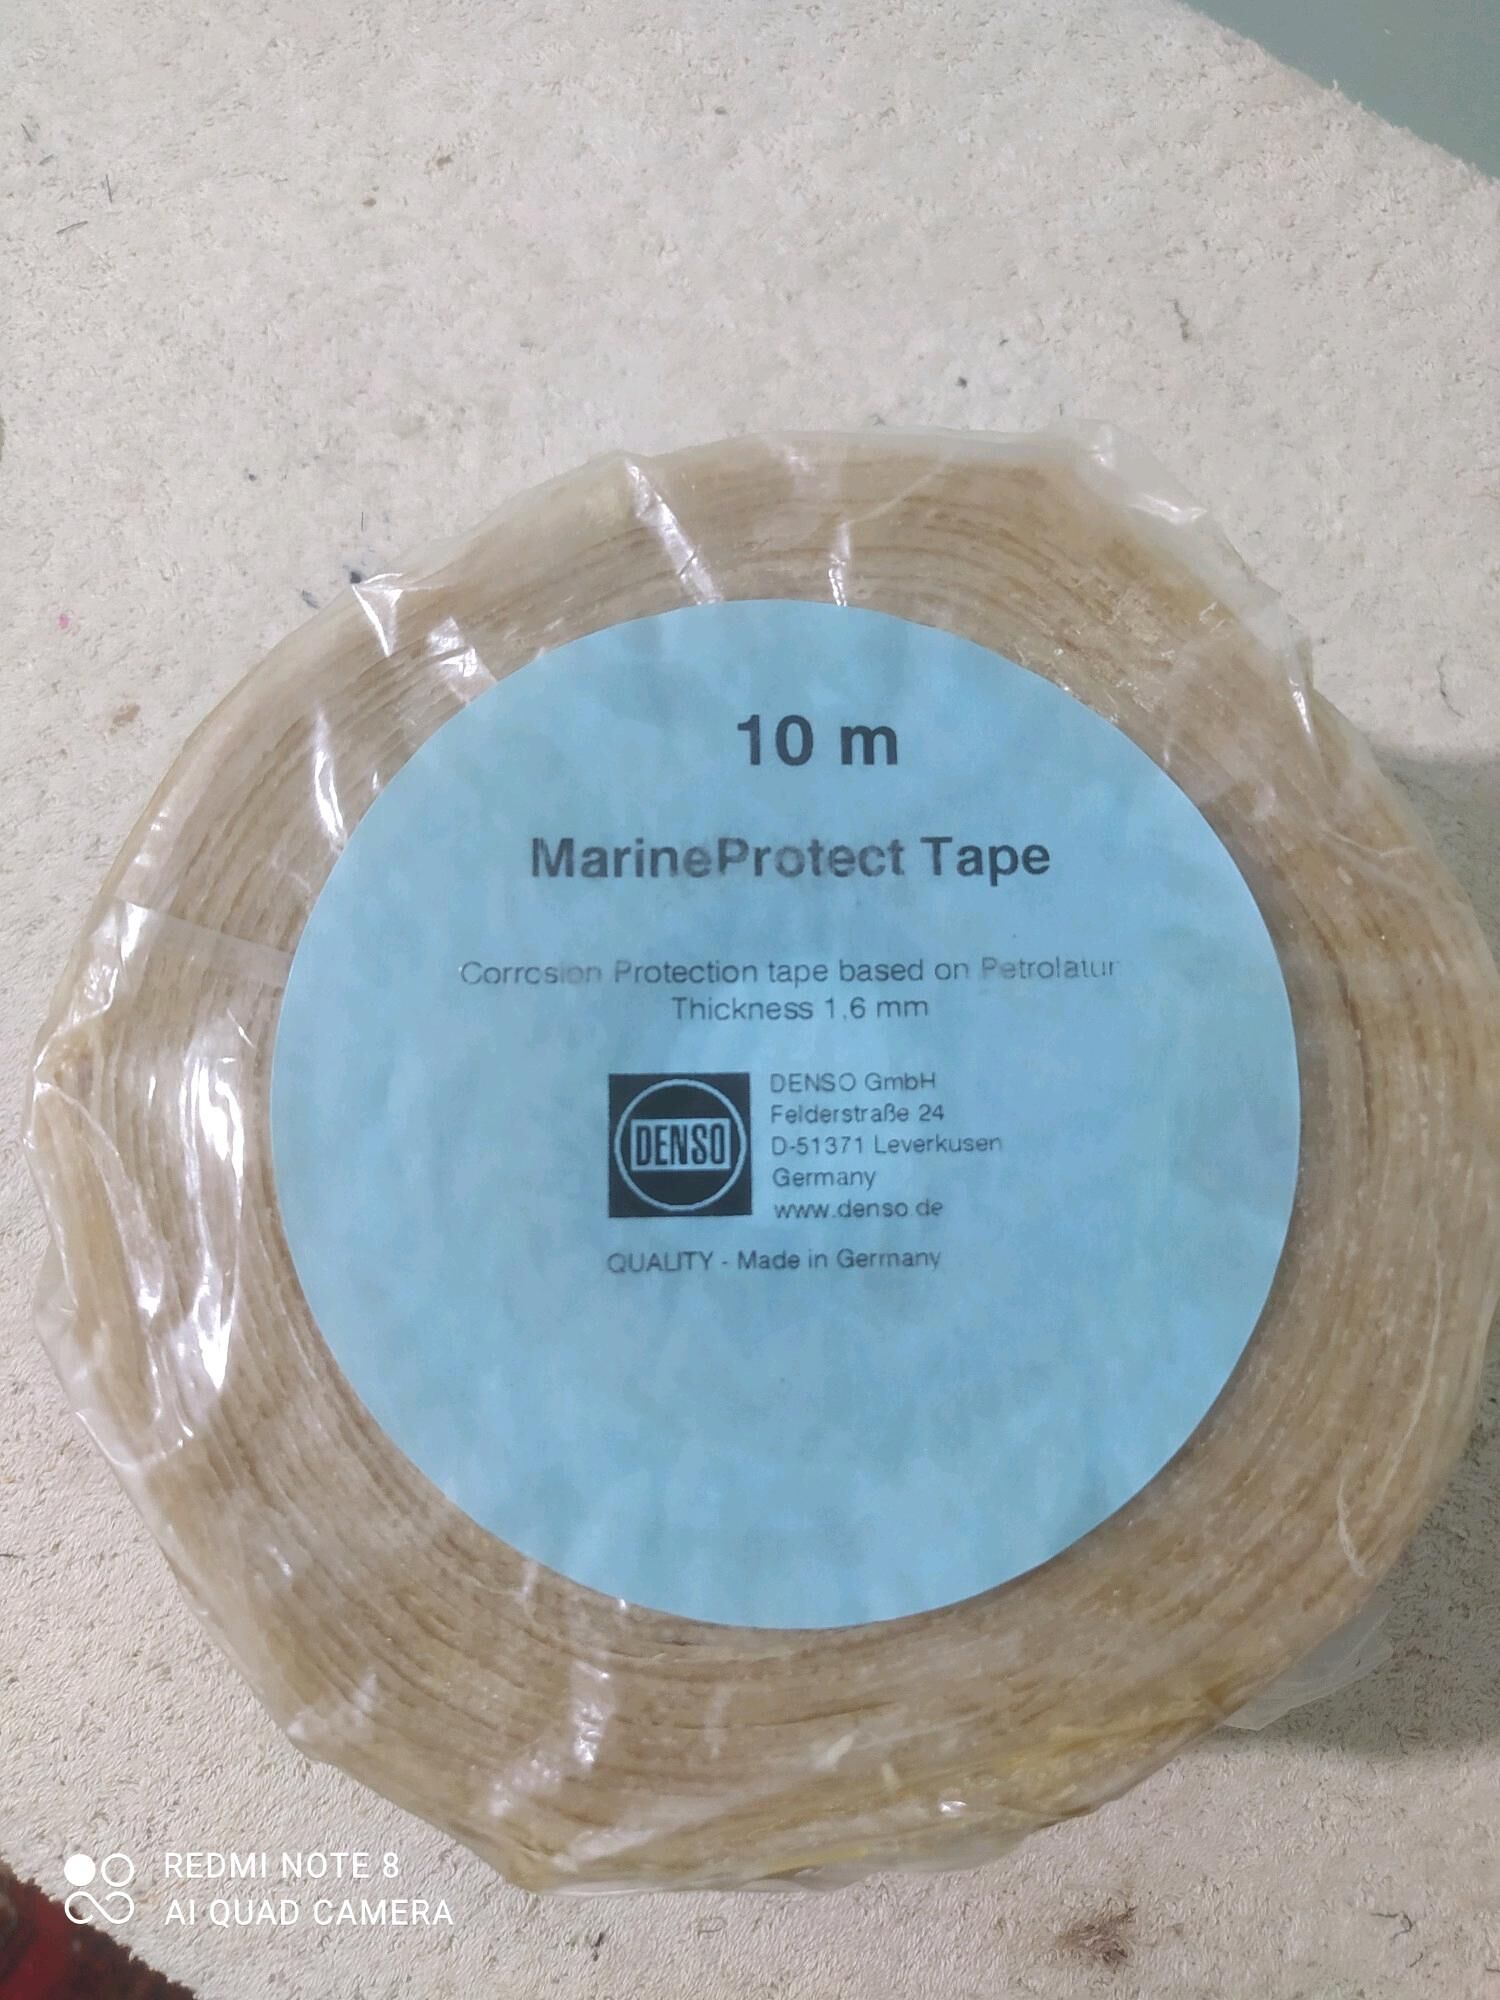 10 m
MarineProtect Tape
Corrosion Protection tape based on Petrolatum
Thickness 1,6 mm
DENSO
DENSO GmbH
Felderstraße 24
D-51371 Leverkusen
Germany
www.denso.de
QUALITY - Made in Germany
REDMI NOTE 8
AI QUAD CAMERA